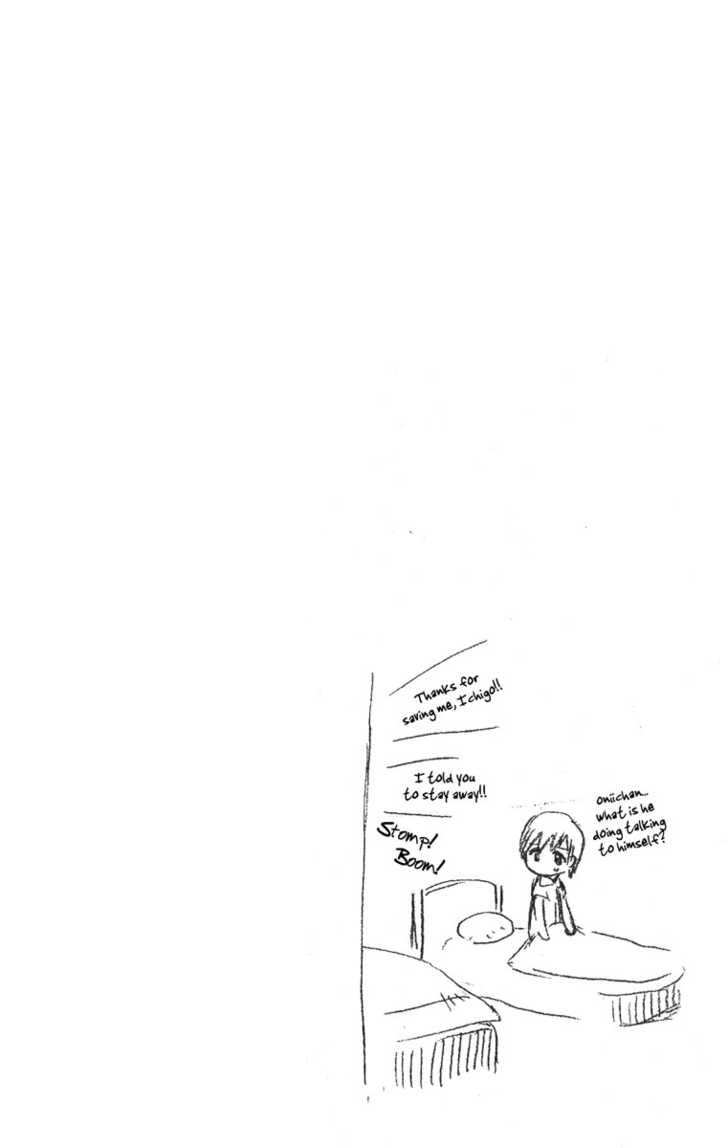 Thanks for
saving me, Ichigo!!
I told you
to stay away!!
Stomp!
Boom!
oniichan...
what is he
doing talking
to himself?